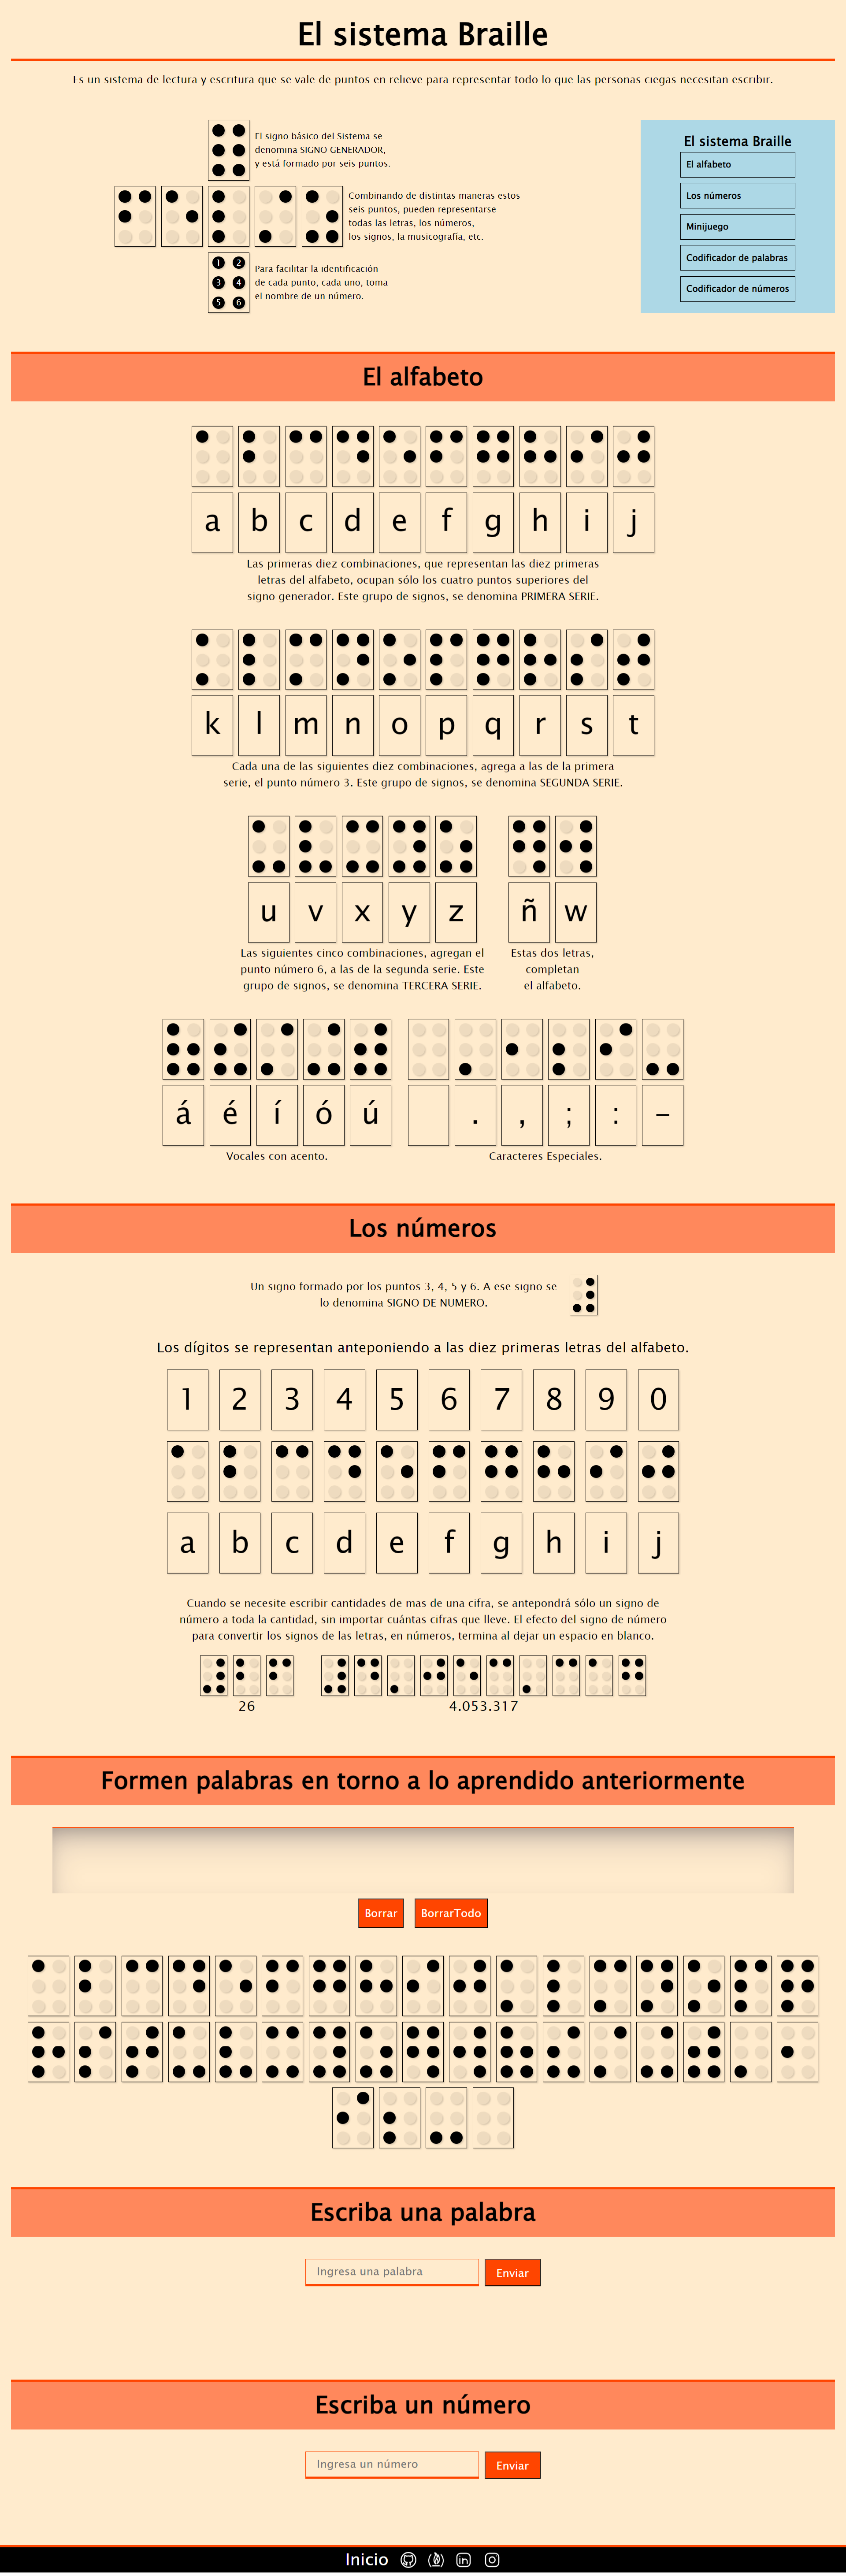 El sistema Braille
Es un sistema de lectura y escritura que se vale de puntos en relieve para representar todo lo que las personas ciegas necesitan escribir.
El signo básico del Sistema se
denomina SIGNO GENERADOR,
y está formado por seis puntos.
Combinando de distintas maneras estos
seis puntos, pueden representarse
todas las letras, los números,
los signos, la musicografía, etc.
1 2
3 4
5 6
Para facilitar la identificación
de cada punto, cada uno, toma
el nombre de un número.
El sistema Braille
El alfabeto
Los números
Minijuego
Codificador de palabras
Codificador de números
El alfabeto
a b c d e f g h i j
Las primeras diez combinaciones, que representan las diez primeras
letras del alfabeto, ocupan sólo los cuatro puntos superiores del
signo generador. Este grupo de signos, se denomina PRIMERA SERIE.
k l m n o p q r s t
Cada una de las siguientes diez combinaciones, agrega a las de la primera
serie, el punto número 3. Este grupo de signos, se denomina SEGUNDA SERIE.
u v x y z
Las siguientes cinco combinaciones, agregan el
punto número 6, a las de la segunda serie. Este
grupo de signos, se denomina TERCERA SERIE.
ñ w
Estas dos letras,
completan
el alfabeto.
á é í ó ú
Vocales con acento.
. , ; : –
Caracteres Especiales.
Los números
Un signo formado por los puntos 3, 4, 5 y 6. A ese signo se
lo denomina SIGNO DE NUMERO.
Los dígitos se representan anteponiendo a las diez primeras letras del alfabeto.
1 2 3 4 5 6 7 8 9 0
a b c d e f g h i j
Cuando se necesite escribir cantidades de mas de una cifra, se antepondrá sólo un signo de
número a toda la cantidad, sin importar cuántas cifras que lleve. El efecto del signo de número
para convertir los signos de las letras, en números, termina al dejar un espacio en blanco.
26
4.053.317
Formen palabras en torno a lo aprendido anteriormente
Borrar
BorrarTodo
Escriba una palabra
Ingresa una palabra
Enviar
Escriba un número
Ingresa un número
Enviar
Inicio